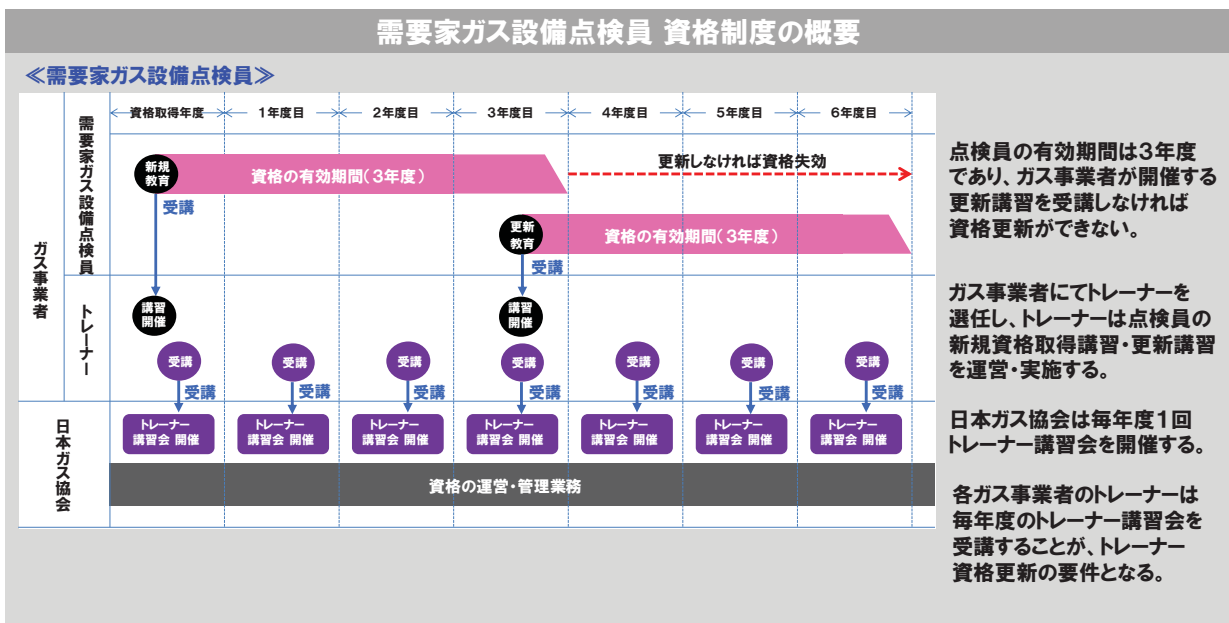 需要家ガス設備点検員 資格制度の概要
≪需要家ガス設備点検員≫
資格取得年度 1年度目 2年度目 3年度目 4年度目 5年度目 6年度目
ガス事業者
需要家ガス設備点検員
新規
教育
資格の有効期間(3年度)
更新しなければ資格失効
受講
更新
教育
資格の有効期間(3年度)
受講
トレーナー
講習
開催
講習
開催
受講 受講 受講 受講 受講 受講 受講
受講 受講 受講 受講 受講 受講 受講
日本ガス協会
トレーナー トレーナー トレーナー トレーナー トレーナー トレーナー トレーナー
講習会 開催 講習会 開催 講習会 開催 講習会 開催 講習会 開催 講習会 開催 講習会 開催
資格の運営・管理業務
点検員の有効期間は3年度
であり、ガス事業者が開催する
更新講習を受講しなければ
資格更新ができない。
ガス事業者にてトレーナーを
選任し、トレーナーは点検員の
新規資格取得講習・更新講習
を運営・実施する。
日本ガス協会は毎年度1回
トレーナー講習会を開催する。
各ガス事業者のトレーナーは
毎年度のトレーナー講習会を
受講することが、トレーナー
資格更新の要件となる。